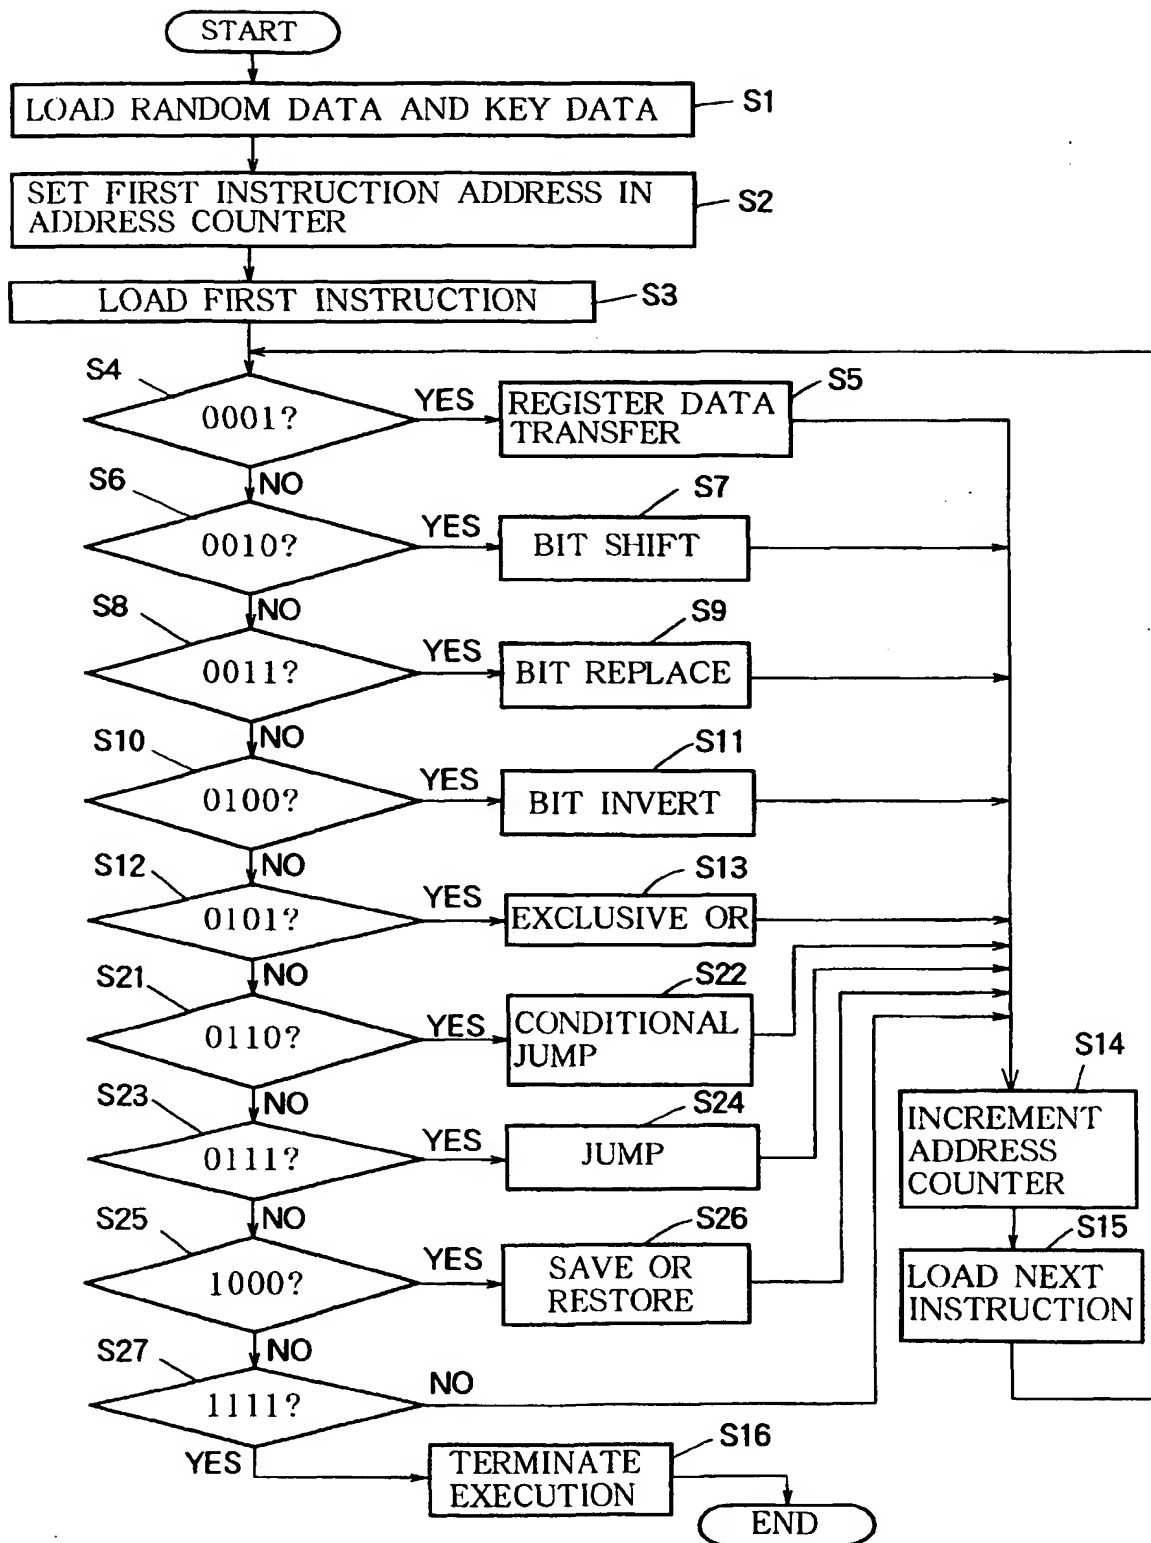 START
LOAD RANDOM DATA AND KEY DATA
S1
SET FIRST INSTRUCTION ADDRESS IN
ADDRESS COUNTER
S2
LOAD FIRST INSTRUCTION
S3
S4
0001?
YES
REGISTER DATA
TRANSFER
S5
NO
S6
0010?
YES
BIT SHIFT
S7
NO
S8
0011?
YES
BIT REPLACE
S9
NO
S10
0100?
YES
BIT INVERT
S11
NO
S12
0101?
YES
EXCLUSIVE OR
S13
NO
S21
0110?
YES
CONDITIONAL
JUMP
S22
NO
S23
0111?
YES
JUMP
S24
NO
S25
1000?
YES
SAVE OR
RESTORE
S26
NO
S27
1111?
NO
YES
S14
INCREMENT
ADDRESS
COUNTER
S15
LOAD NEXT
INSTRUCTION
TERMINATE
EXECUTION
S16
END